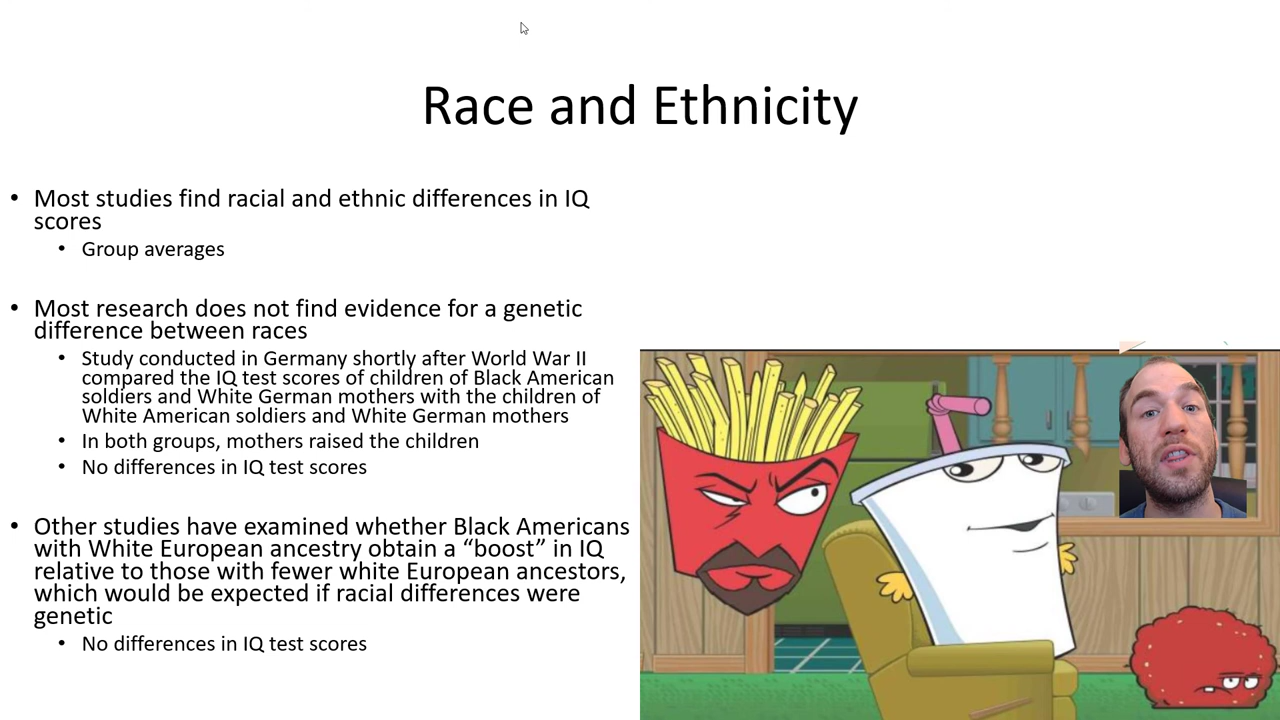 Race and Ethnicity
• Most studies find racial and ethnic differences in IQ
scores
• Group averages
• Most research does not find evidence for a genetic
difference between races
• Study conducted in Germany shortly after World War II
compared the IQ test scores of children of Black American
soldiers and White German mothers with the children of
White American soldiers and White German mothers
• In both groups, mothers raised the children
• No differences in IQ test scores
• Other studies have examined whether Black Americans
with White European ancestry obtain a “boost” in IQ
relative to those with fewer white European ancestors,
which would be expected if racial differences were
genetic
• No differences in IQ test scores